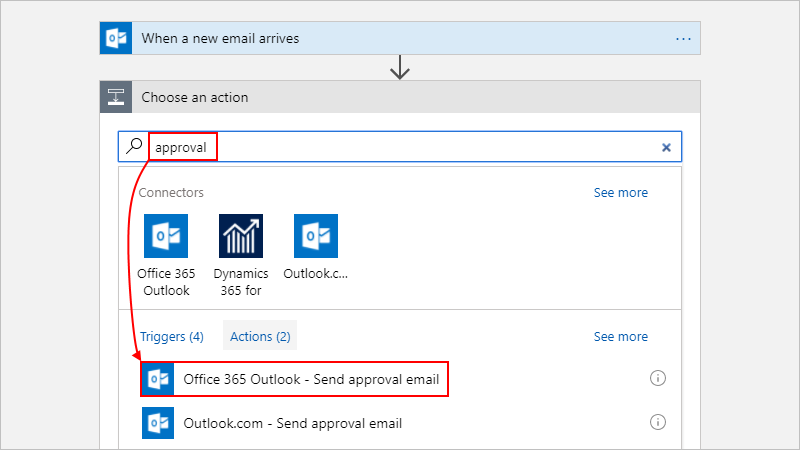 When a new email arrives
...
Choose an action
approval
Connectors
See more
Office 365
Outlook
Dynamics
365 for
Outlook.c...
Triggers (4)
Actions (2)
See more
Office 365 Outlook - Send approval email
Outlook.com - Send approval email